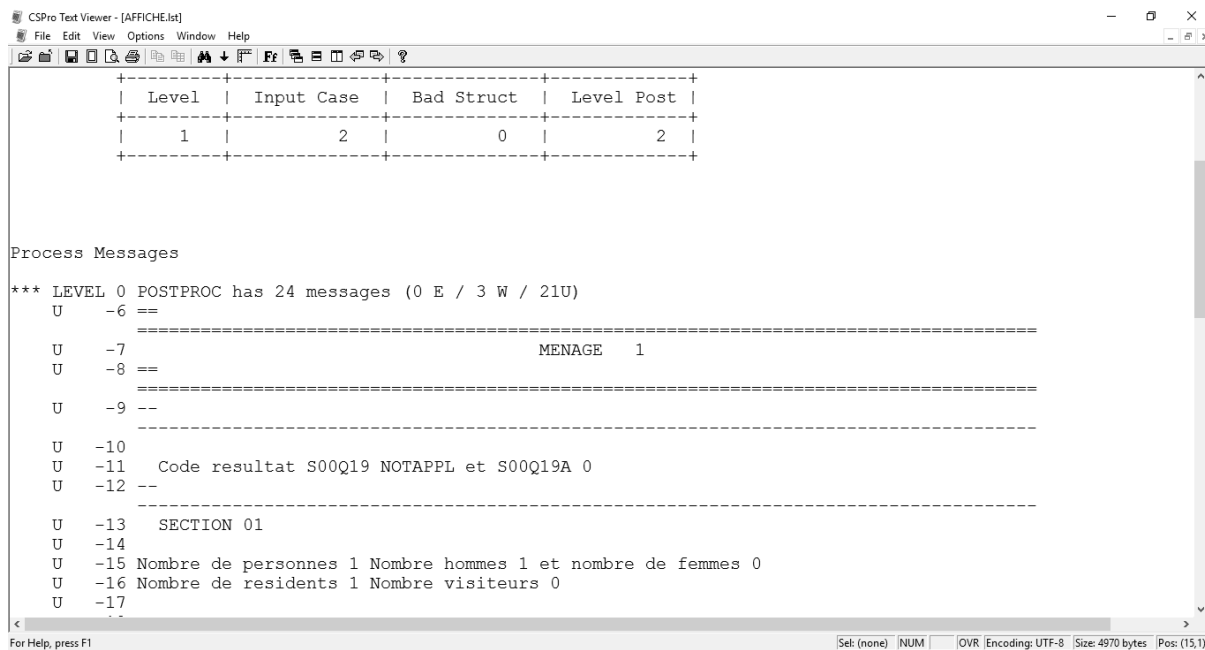 CSPro Text Viewer - [AFFICHE.lst]
File Edit View Options Window Help
+---------+--------------+--------------+-------------+
| Level | Input Case | Bad Struct | Level Post |
+---------+--------------+--------------+-------------+
| 1 | 2 | 0 | 2 |
+---------+--------------+--------------+-------------+
Process Messages
*** LEVEL 0 POSTPROC has 24 messages (0 E / 3 W / 21U)
U -6 ==
=====================================================================================
U -7 MENAGE 1
U -8 ==
=====================================================================================
U -9 --
-------------------------------------------------------------------------------------
U -10
U -11 Code resultat S00Q19 NOTAPPL et S00Q19A 0
U -12 --
-------------------------------------------------------------------------------------
U -13 SECTION 01
U -14
U -15 Nombre de personnes 1 Nombre hommes 1 et nombre de femmes 0
U -16 Nombre de residents 1 Nombre visiteurs 0
U -17
For Help, press F1
Sel: (none) NUM OVR Encoding: UTF-8 Size: 4970 bytes Pos: (15,1)